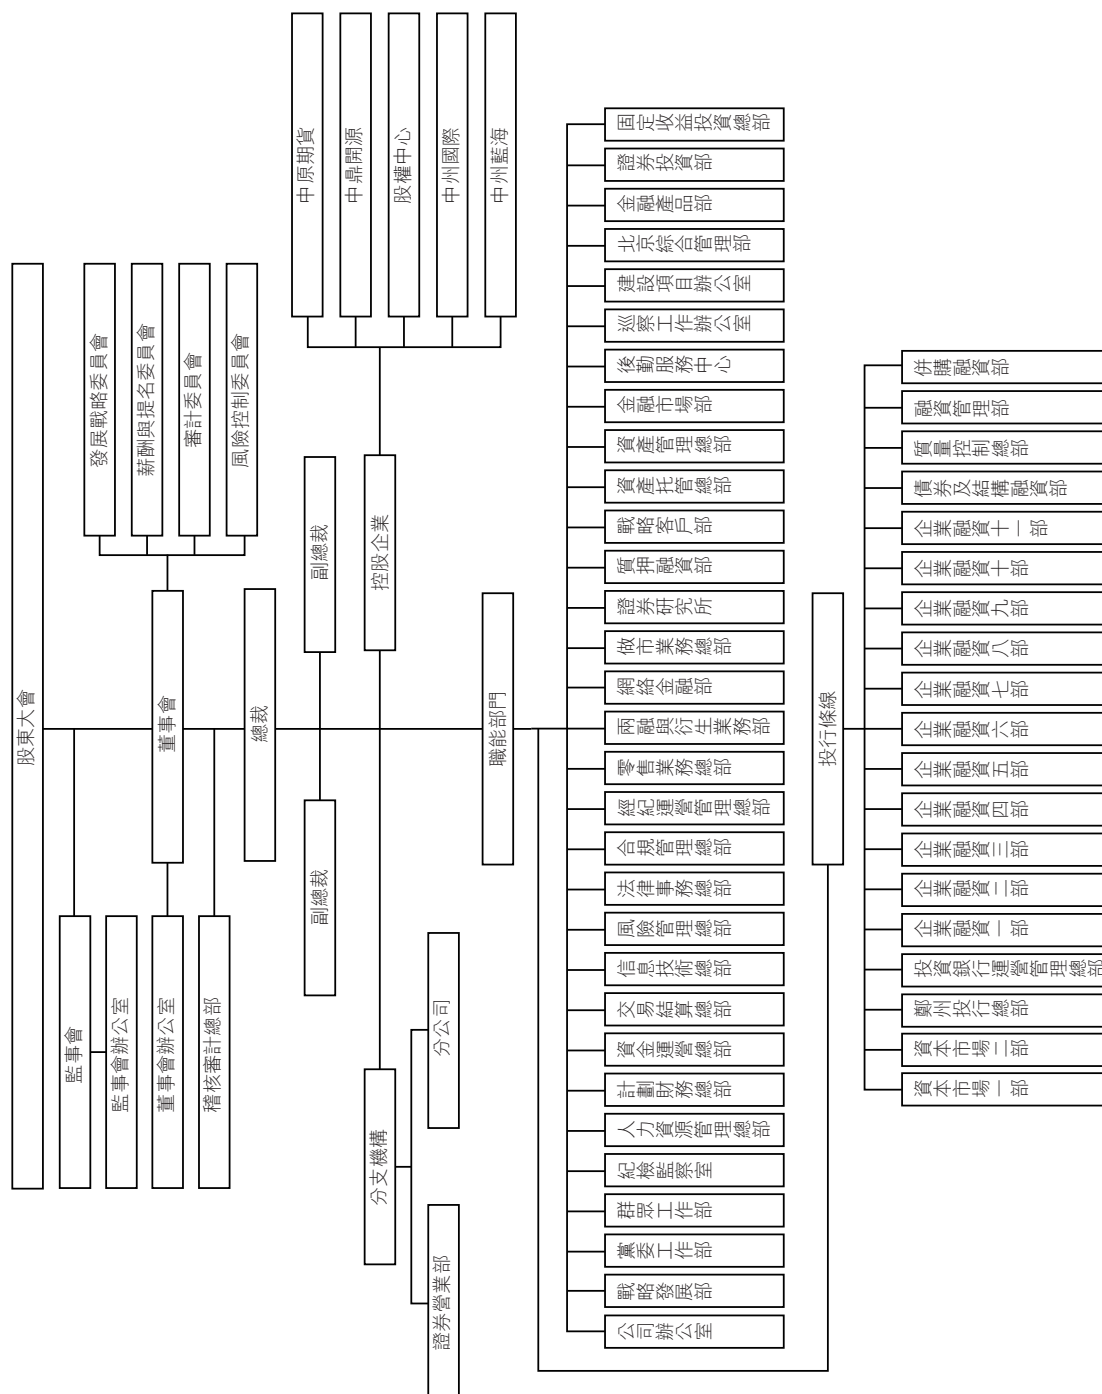 股東大會
監事會
監事會辦公室
董事會
董事會辦公室
稽核審計總部
發展戰略委員會
薪酬與提名委員會
審計委員會
風險控制委員會
總裁
副總裁
副總裁
分支機構
證券營業部
分公司
控股企業
中原期貨
中鼎開源
股權中心
中州國際
中州藍海
職能部門
公司辦公室
戰略發展部
黨委工作部
群眾工作部
紀檢監察室
人力資源管理總部
計劃財務總部
資金運營總部
交易結算總部
信息技術總部
風險管理總部
法律事務總部
合規管理總部
經紀運營管理總部
零售業務總部
兩融與衍生業務部
網絡金融部
做市業務總部
證券研究所
質押融資部
戰略客戶部
資產托管總部
資產管理總部
金融市場部
後勤服務中心
巡察工作辦公室
建設項目辦公室
北京綜合管理部
金融產品部
證券投資部
固定收益投資總部
投行條線
資本市場一部
資本市場二部
鄭州投行總部
投資銀行運營管理總部
企業融資一部
企業融資二部
企業融資三部
企業融資四部
企業融資五部
企業融資六部
企業融資七部
企業融資八部
企業融資九部
企業融資十部
企業融資十一部
債券及結構融資部
質量控制總部
融資管理部
併購融資部